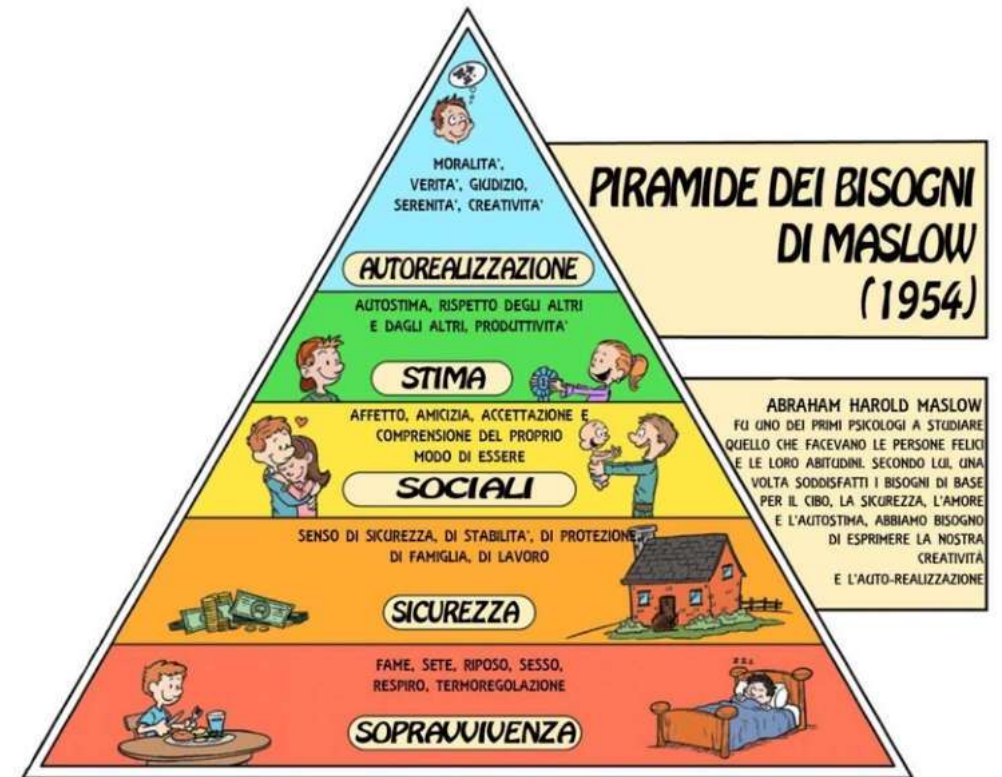 PIRAMIDE DEI BISOGNI
DI MASLOW
(1954)
MORALITA',
VERITA', GIUDIZIO,
SERENITA', CREATIVITA'
AUTOREALIZZAZIONE
AUTOSTIMA, RISPETTO DEGLI ALTRI
E DAGLI ALTRI, PRODUTTIVITA'
STIMA
AFFETTO, AMICIZIA, ACCETTAZIONE E
COMPRENSIONE DEL PROPRIO
MODO DI ESSERE
SOCIALI
SENSO DI SICUREZZA, DI STABILITA', DI PROTEZIONE,
DI FAMIGLIA, DI LAVORO
SICUREZZA
FAME, SETE, RIPOSO, SESSO,
RESPIRO, TERMOREGOLAZIONE
zzz
SOPRAVVIVENZA
ABRAHAM HAROLD MASLOW
FU UNO DEI PRIMI PSICOLOGI A STUDIARE
QUELLO CHE FACEVANO LE PERSONE FELICI
E LE LORO ABITUDINI. SECONDO LUI, UNA
VOLTA SODDISFATTI I BISOGNI DI BASE
PER IL CIBO, LA SICUREZZA, L'AMORE
E L'AUTOSTIMA, ABBIAMO BISOGNO
DI ESPRIMERE LA NOSTRA
CREATIVITÀ
E L'AUTO-REALIZZAZIONE